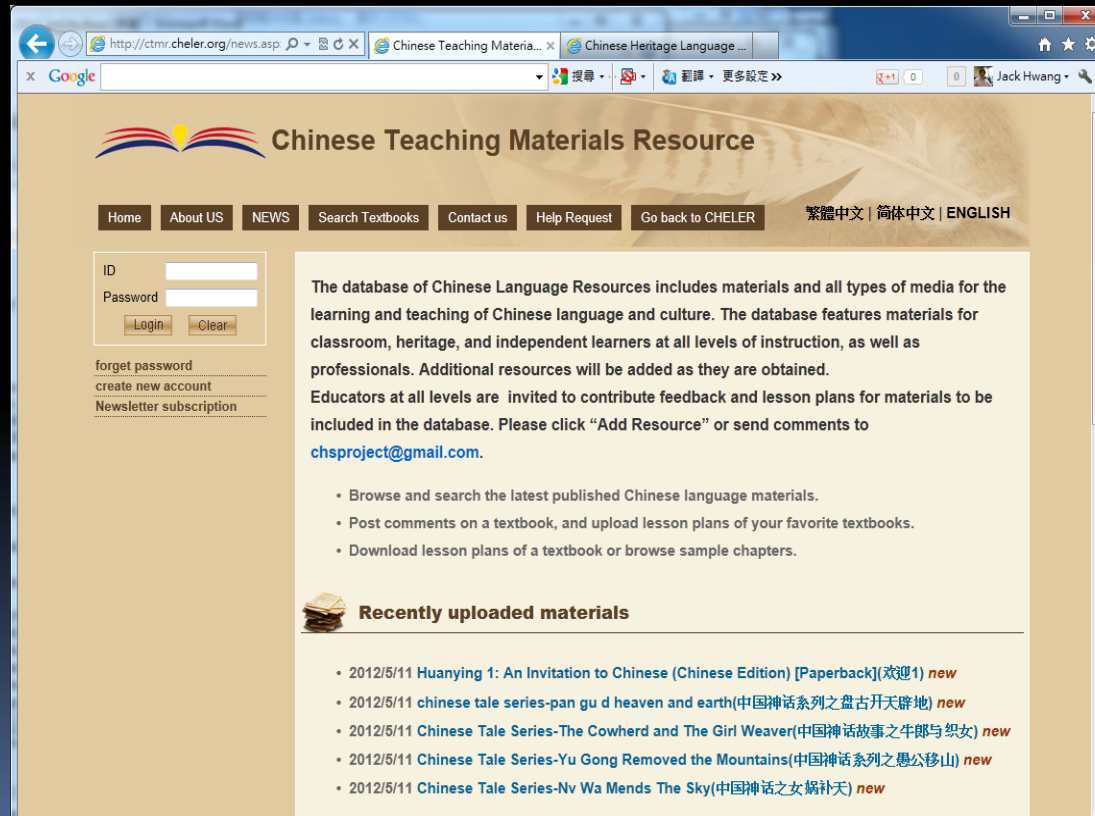 http://ctmr.cheler.org/news.asp
Chinese Teaching Materia...
Chinese Heritage Language ...
x Google 搜尋 翻譯 更多設定 » +1 0 0 Jack Hwang
Chinese Teaching Materials Resource
Home About US NEWS Search Textbooks Contact us Help Request Go back to CHELER 繁體中文 | 简体中文 | ENGLISH
ID
Password
Login Clear
forget password
create new account
Newsletter subscription
The database of Chinese Language Resources includes materials and all types of media for the
learning and teaching of Chinese language and culture. The database features materials for
classroom, heritage, and independent learners at all levels of instruction, as well as
professionals. Additional resources will be added as they are obtained.
Educators at all levels are invited to contribute feedback and lesson plans for materials to be
included in the database. Please click “Add Resource” or send comments to
chsproject@gmail.com.
• Browse and search the latest published Chinese language materials.
• Post comments on a textbook, and upload lesson plans of your favorite textbooks.
• Download lesson plans of a textbook or browse sample chapters.
Recently uploaded materials
• 2012/5/11 Huanying 1: An Invitation to Chinese (Chinese Edition) [Paperback](欢迎1) new
• 2012/5/11 chinese tale series-pan gu d heaven and earth(中国神话系列之盘古开天辟地) new
• 2012/5/11 Chinese Tale Series-The Cowherd and The Girl Weaver(中国神话故事之牛郎与织女) new
• 2012/5/11 Chinese Tale Series-Yu Gong Removed the Mountains(中国神话系列之愚公移山) new
• 2012/5/11 Chinese Tale Series-Nv Wa Mends The Sky(中国神话之女娲补天) new